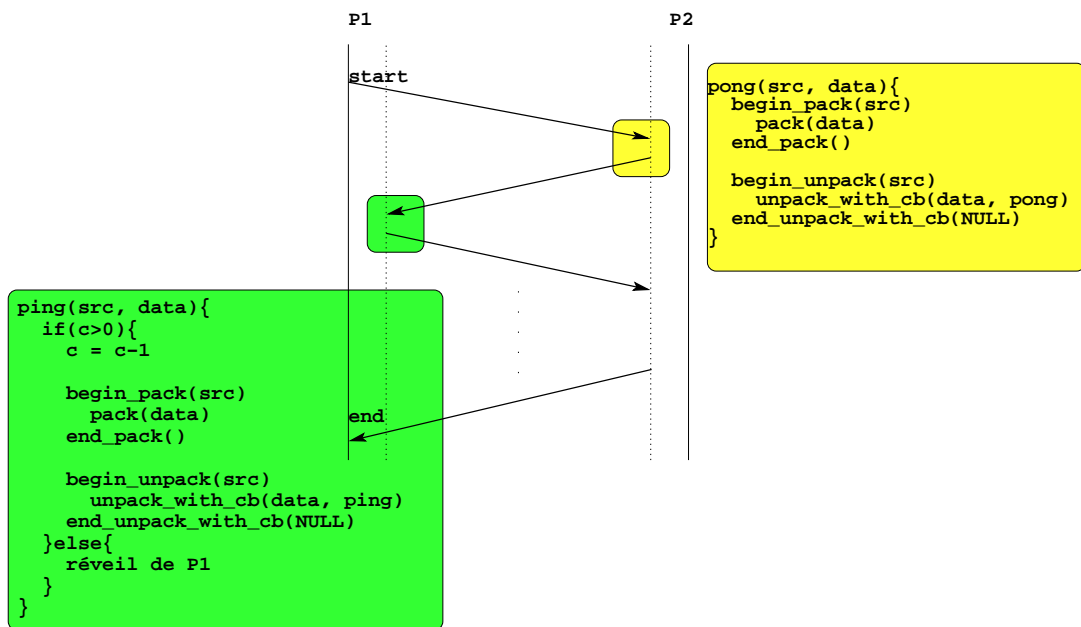 P1
P2
start
pong(src, data){
  begin_pack(src)
    pack(data)
  end_pack()
  begin_unpack(src)
    unpack_with_cb(data, pong)
  end_unpack_with_cb(NULL)
}
ping(src, data){
  if(c>0){
    c = c-1
    begin_pack(src)
      pack(data)
    end_pack()
    begin_unpack(src)
      unpack_with_cb(data, ping)
    end_unpack_with_cb(NULL)
  }else{
    réveil de P1
  }
}
end